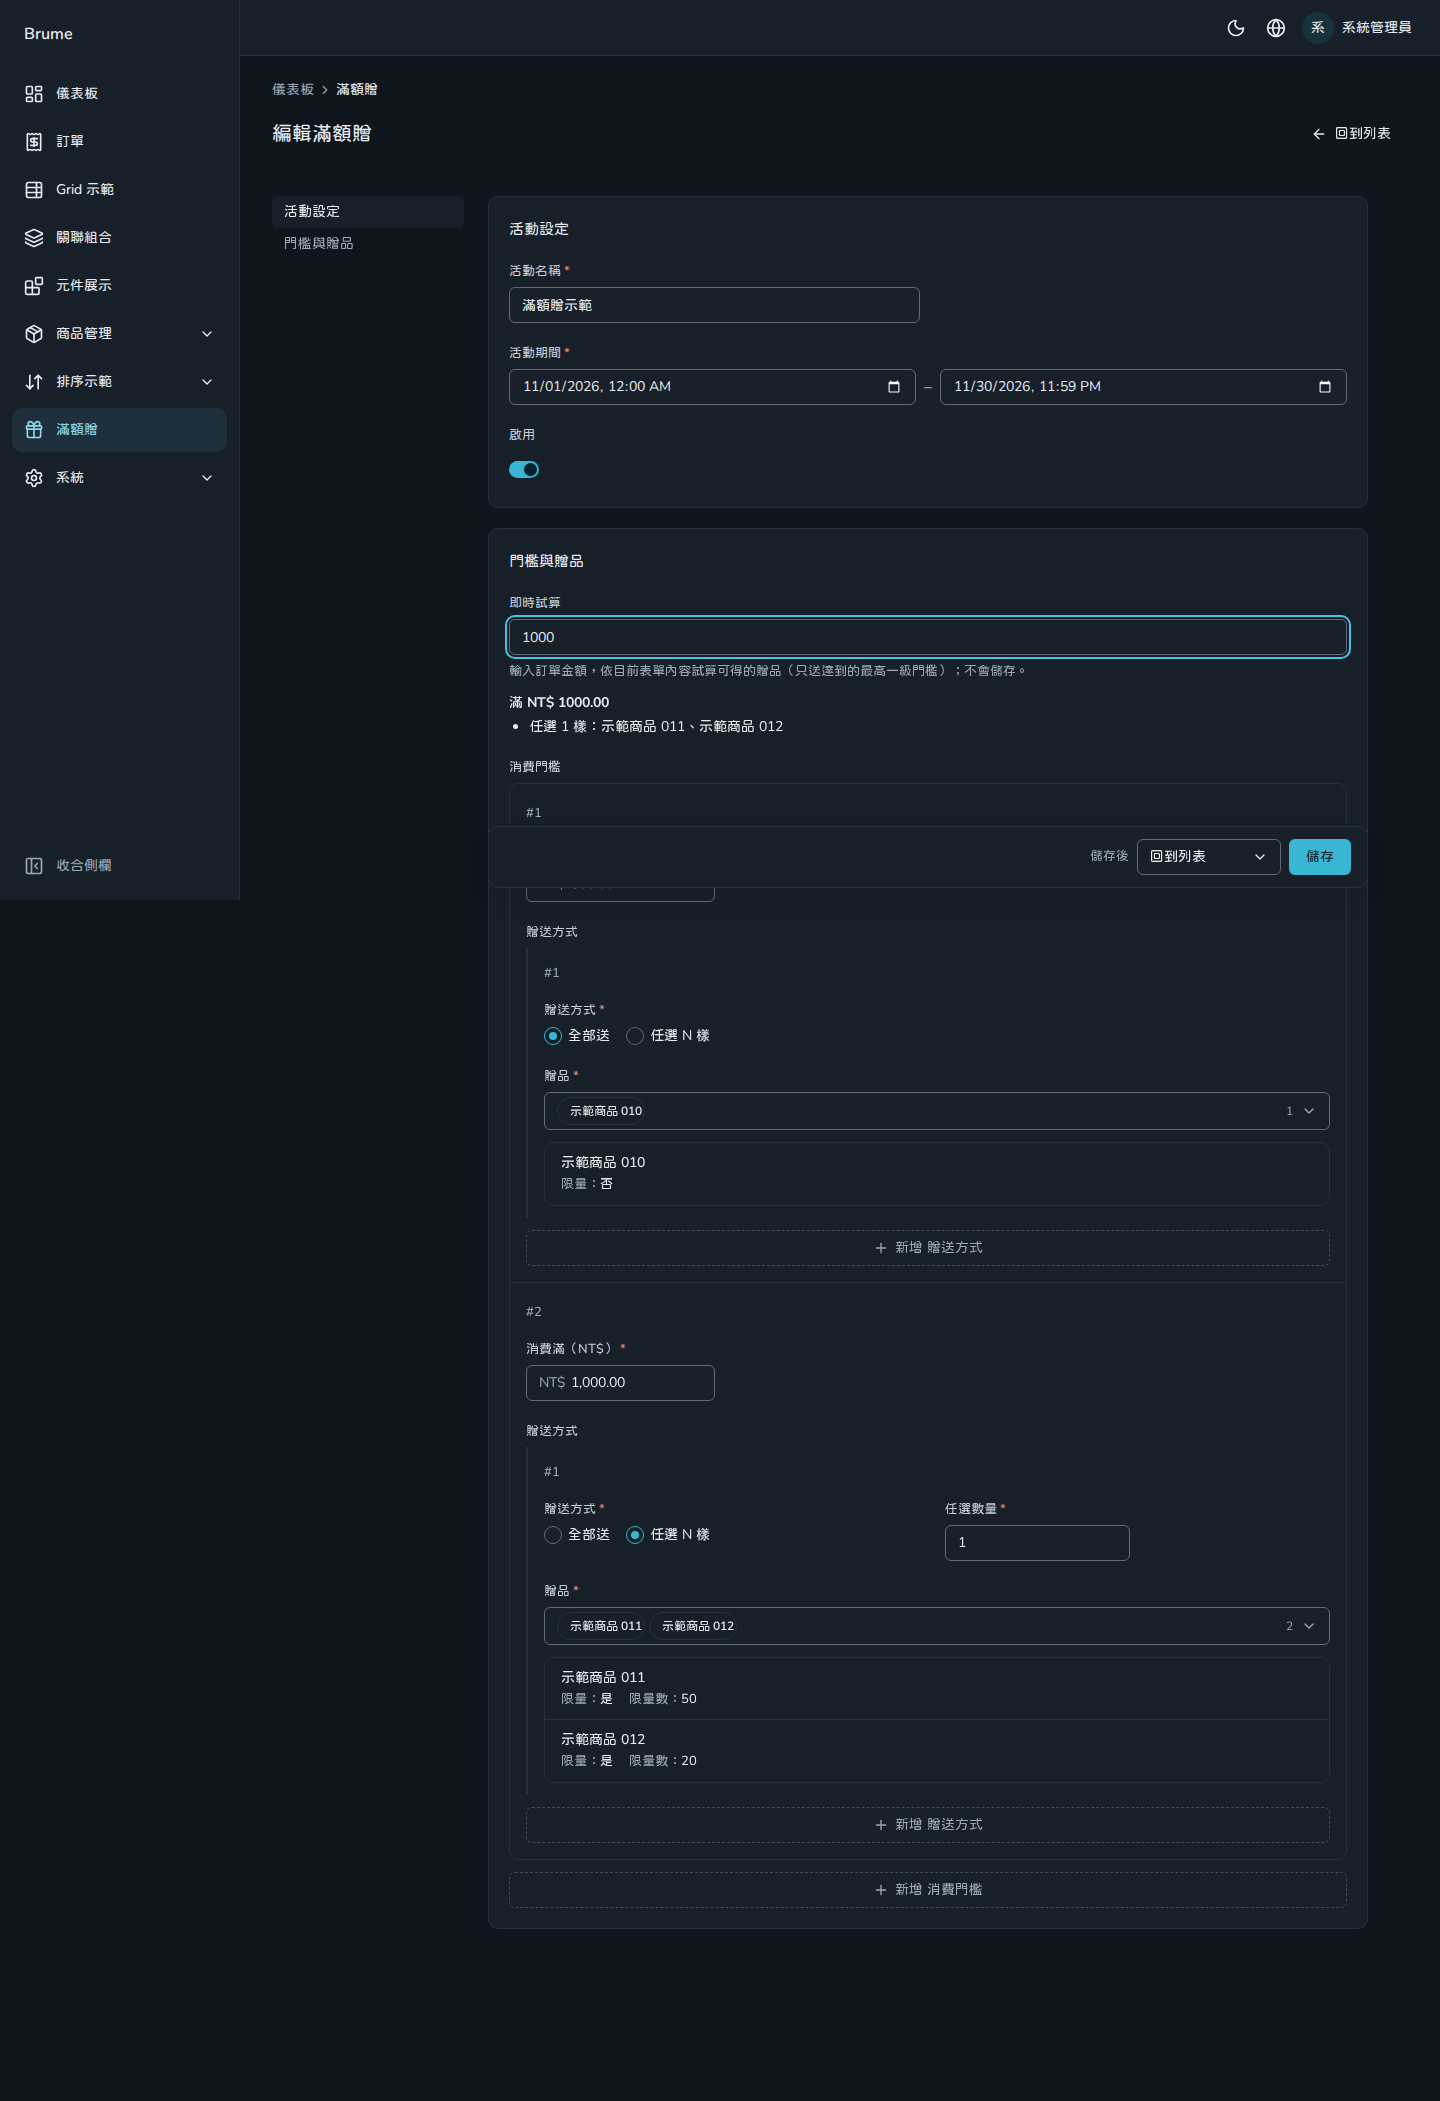 Brume
系
系統管理員
儀表板
訂單
Grid 示範
關聯組合
元件展示
商品管理
排序示範
滿額贈
系統
收合側欄
儀表板
滿額贈
編輯滿額贈
回到列表
活動設定
門檻與贈品
活動設定
活動名稱 *
滿額贈示範
活動期間 *
11/01/2026, 12:00 AM
–
11/30/2026, 11:59 PM
啟用
門檻與贈品
即時試算
1000
輸入訂單金額，依目前表單內容試算可得的贈品（只送達到的最高一級門檻）；不會儲存。
滿 NT$ 1000.00
任選 1 樣：示範商品 011、示範商品 012
消費門檻
#1
儲存後
回到列表
儲存
贈送方式
#1
贈送方式 *
全部送
任選 N 樣
贈品 *
示範商品 010
1
示範商品 010
限量：否
新增 贈送方式
#2
消費滿（NT$） *
NT$ 1,000.00
贈送方式
#1
贈送方式 *
任選數量 *
全部送
任選 N 樣
1
贈品 *
示範商品 011
示範商品 012
2
示範商品 011
限量：是 限量數：50
示範商品 012
限量：是 限量數：20
新增 贈送方式
新增 消費門檻